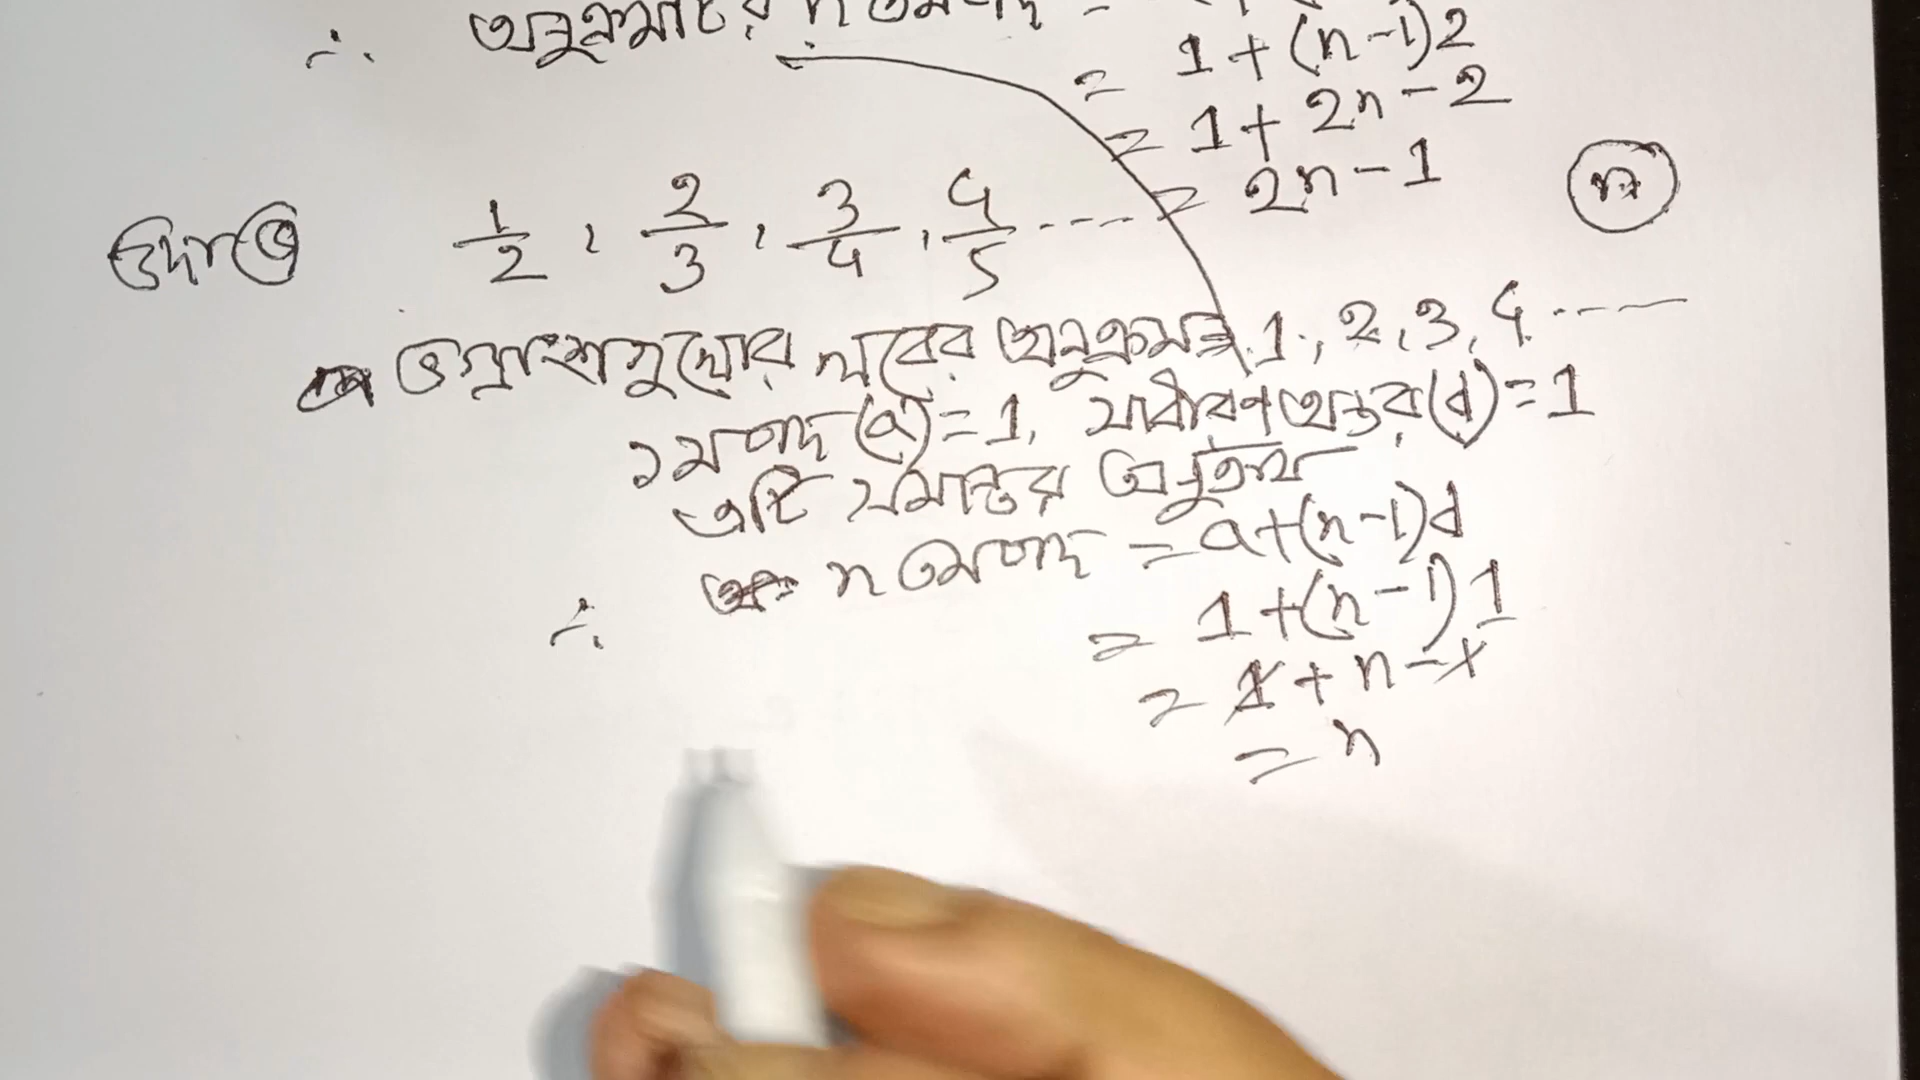 ∴ অনুক্রমটির n তম পদ =
= 1 + (n-1)2
= 1 + 2n - 2
= 2n - 1
n
উদাঃ ৩ 1/2, 2/3, 3/4, 4/5 ----
ভগ্নাংশগুলোর লবের অনুক্রম 1, 2, 3, 4 -----
১ম পদ (a) = 1, সাধারণ অন্তর (d) = 1
এটি সমান্তর অনুক্রম
∴ n তম পদ = a + (n-1)d
= 1 + (n-1)1
= 1 + n - 1
= n